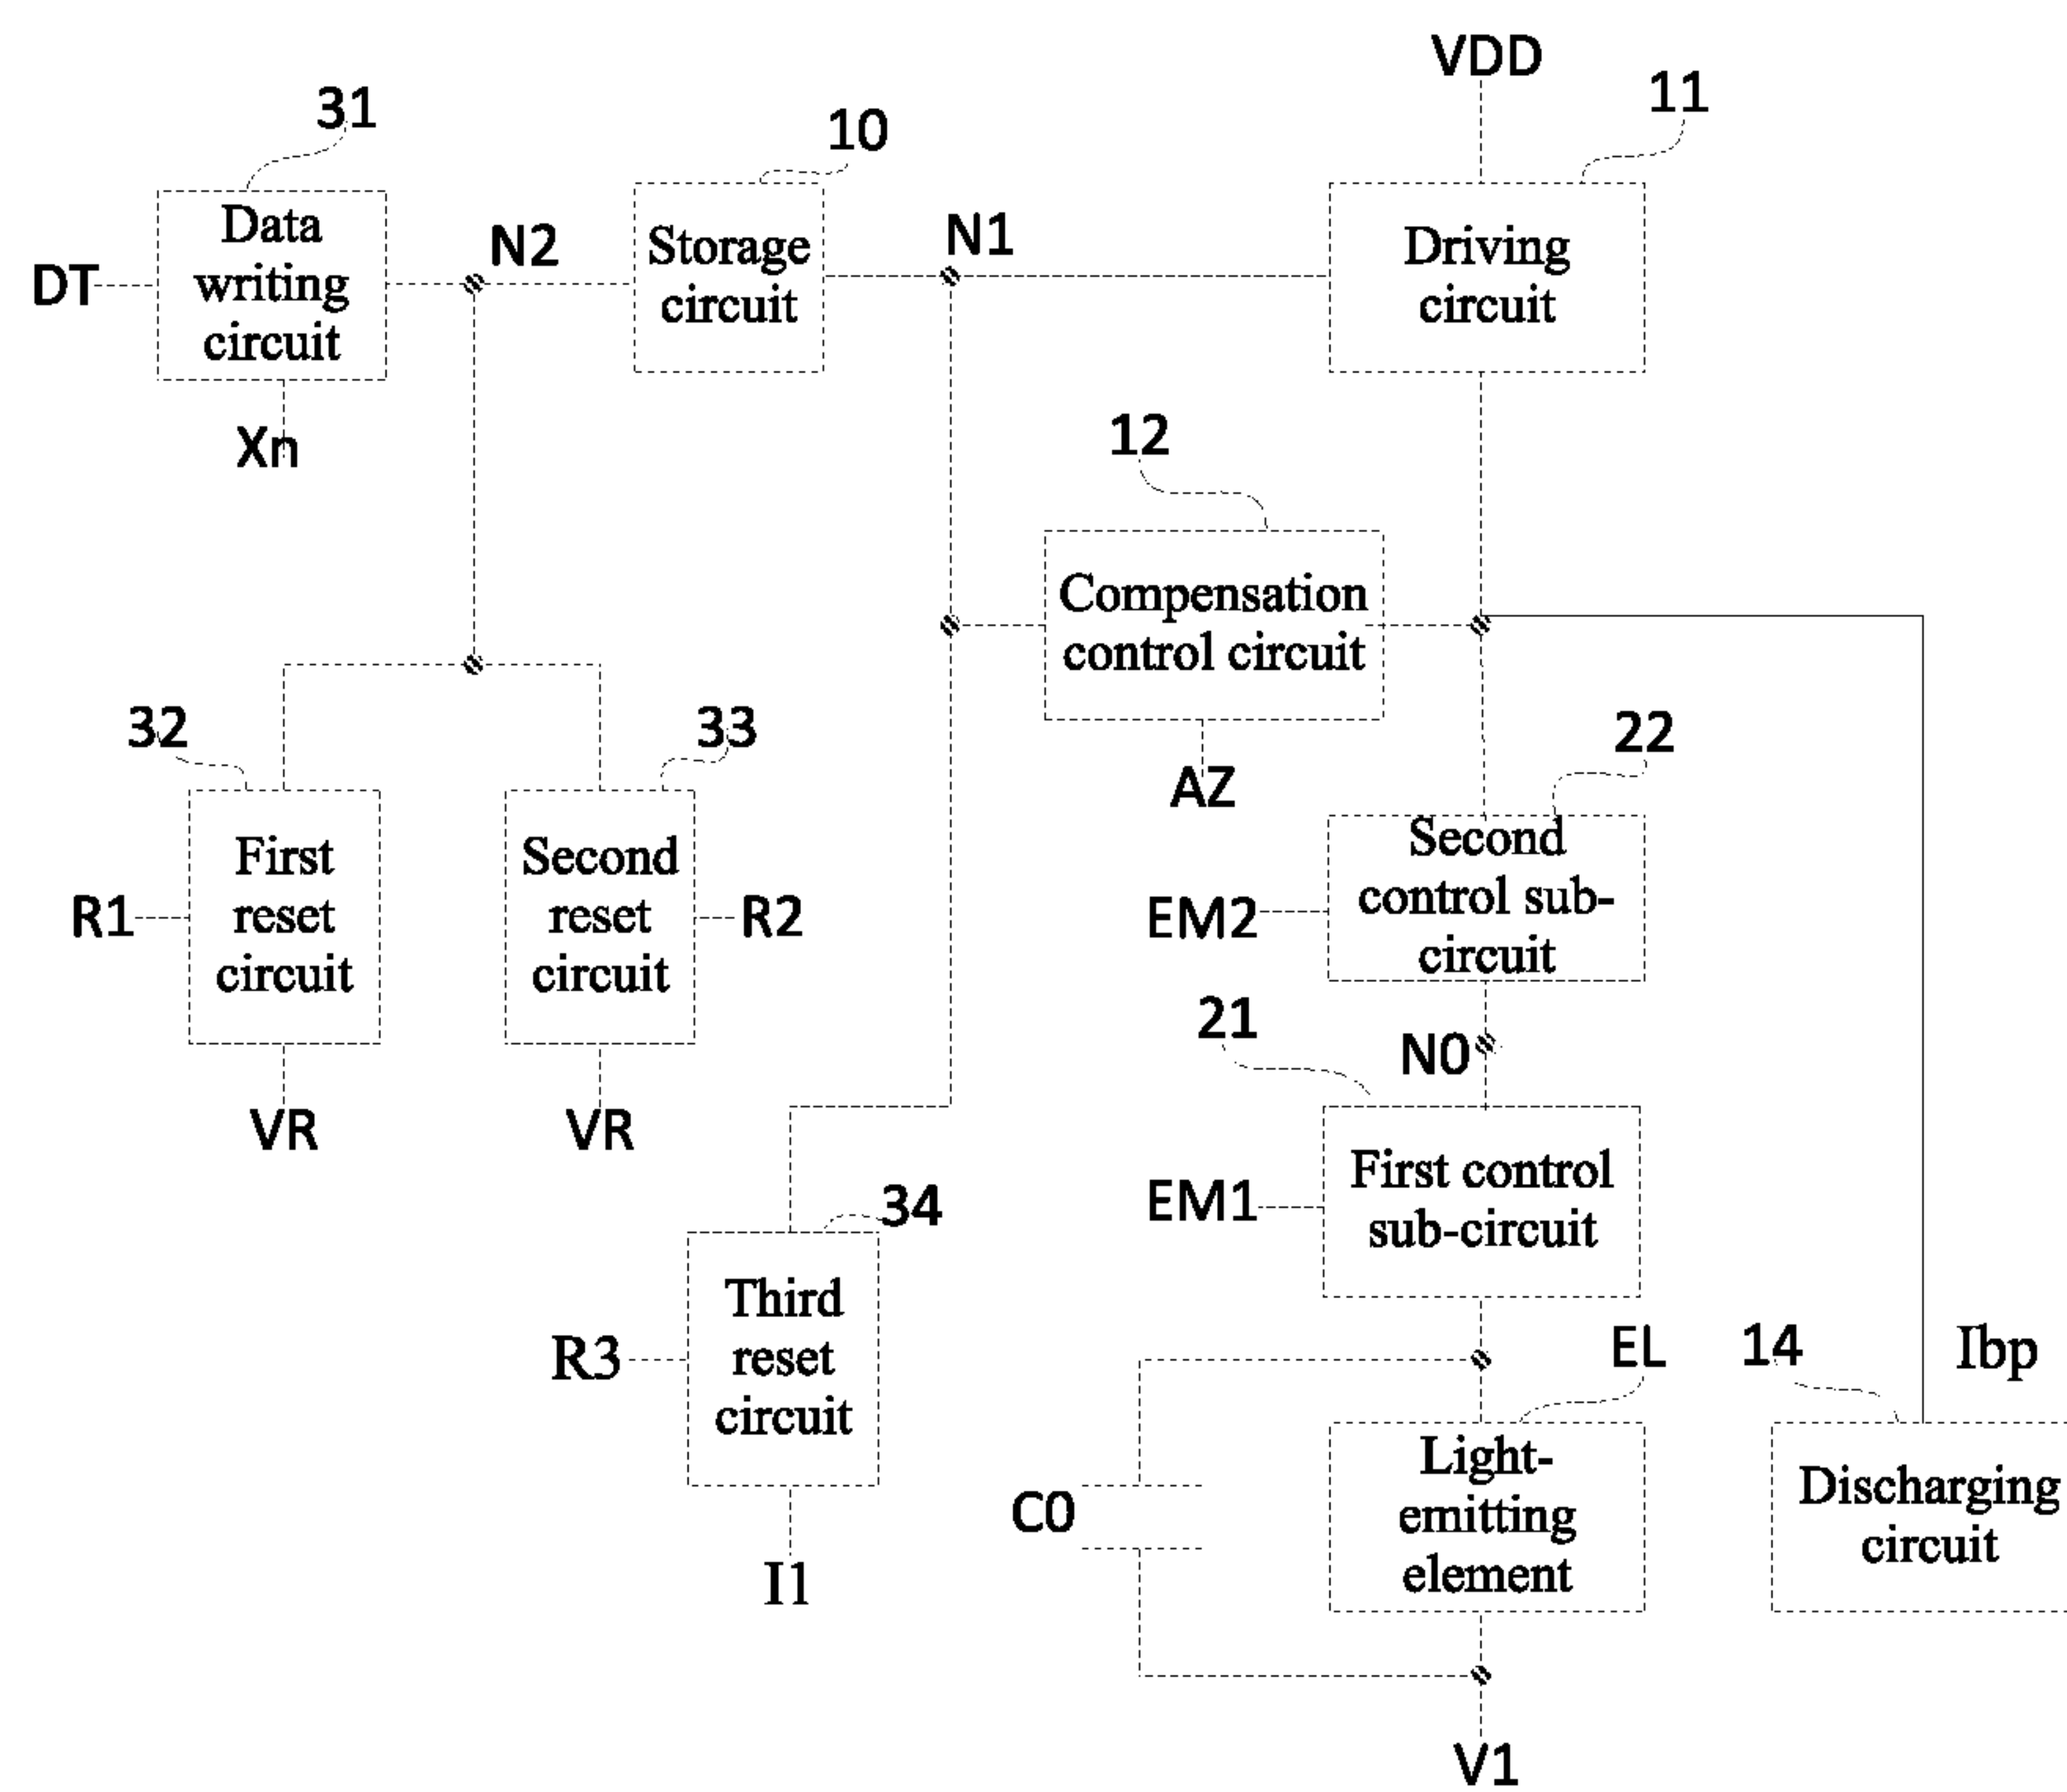 VDD
31
10
11
Data
writing
circuit
N2
Storage
circuit
N1
Driving
circuit
DT
Xn
12
Compensation
control circuit
32
33
22
AZ
First
reset
circuit
Second
reset
circuit
Second
control sub-
circuit
R1
R2
EM2
21
N0
VR
VR
First control
sub-circuit
EM1
34
Third
reset
circuit
R3
EL
14
Ibp
Light-
emitting
element
Discharging
circuit
C0
I1
V1